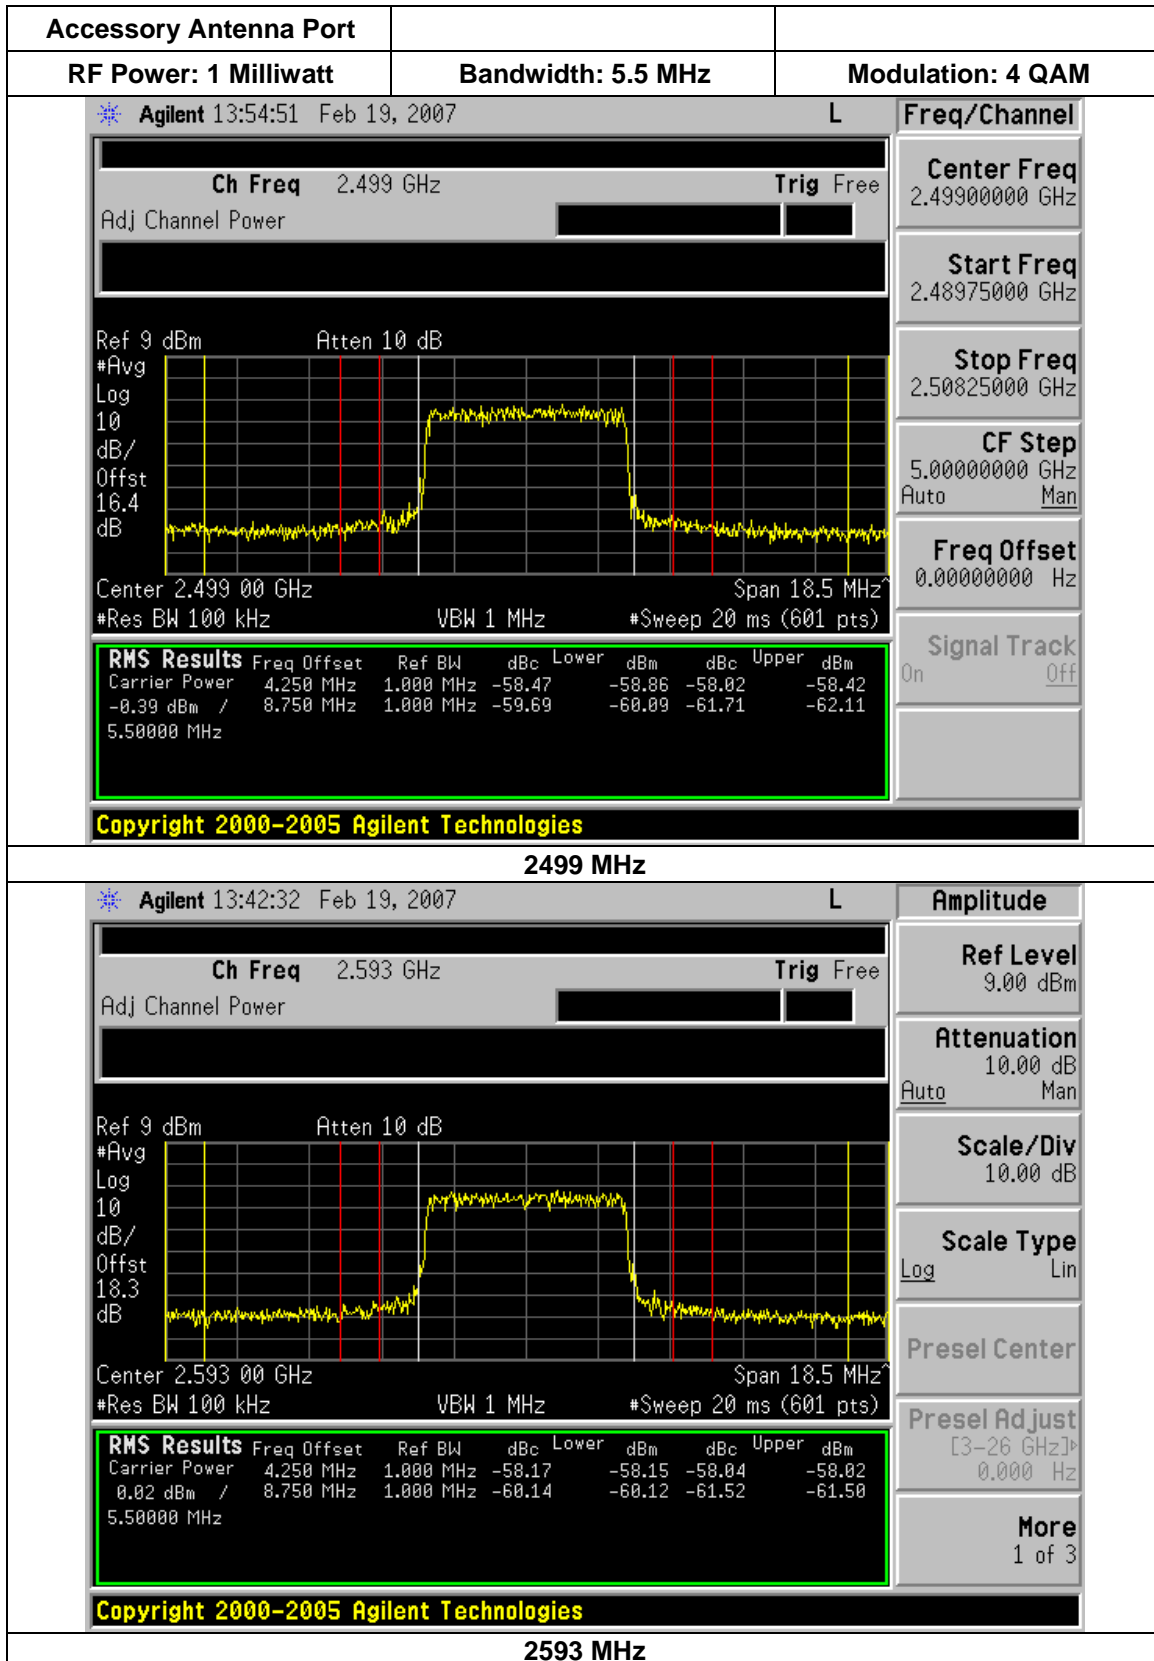 Accessory Antenna Port
RF Power: 1 Milliwatt Bandwidth: 5.5 MHz Modulation: 4 QAM
Agilent 13:54:51 Feb 19, 2007 L Freq/Channel
Ch Freq 2.499 GHz Trig Free
Adj Channel Power
Center Freq
2.49900000 GHz
Start Freq
2.48975000 GHz
Stop Freq
2.50825000 GHz
CF Step
5.00000000 GHz
Auto Man
Freq Offset
0.00000000 Hz
Signal Track
On Off
Ref 9 dBm Atten 10 dB
#Avg
Log
10
dB/
Offst
16.4
dB
Center 2.499 00 GHz Span 18.5 MHz^
#Res BW 100 kHz VBW 1 MHz #Sweep 20 ms (601 pts)
RMS Results Freq Offset Ref BW dBc Lower dBm dBc Upper dBm
Carrier Power 4.250 MHz 1.000 MHz -58.47 -58.86 -58.02 -58.42
-0.39 dBm / 8.750 MHz 1.000 MHz -59.69 -60.09 -61.71 -62.11
5.50000 MHz
Copyright 2000-2005 Agilent Technologies
2499 MHz
Agilent 13:42:32 Feb 19, 2007 L Amplitude
Ch Freq 2.593 GHz Trig Free
Adj Channel Power
Ref Level
9.00 dBm
Attenuation
10.00 dB
Auto Man
Scale/Div
10.00 dB
Scale Type
Log Lin
Presel Center
Presel Adjust
[3-26 GHz]
0.000 Hz
More
1 of 3
Ref 9 dBm Atten 10 dB
#Avg
Log
10
dB/
Offst
18.3
dB
Center 2.593 00 GHz Span 18.5 MHz^
#Res BW 100 kHz VBW 1 MHz #Sweep 20 ms (601 pts)
RMS Results Freq Offset Ref BW dBc Lower dBm dBc Upper dBm
Carrier Power 4.250 MHz 1.000 MHz -58.17 -58.15 -58.04 -58.02
0.02 dBm / 8.750 MHz 1.000 MHz -60.14 -60.12 -61.52 -61.50
5.50000 MHz
Copyright 2000-2005 Agilent Technologies
2593 MHz